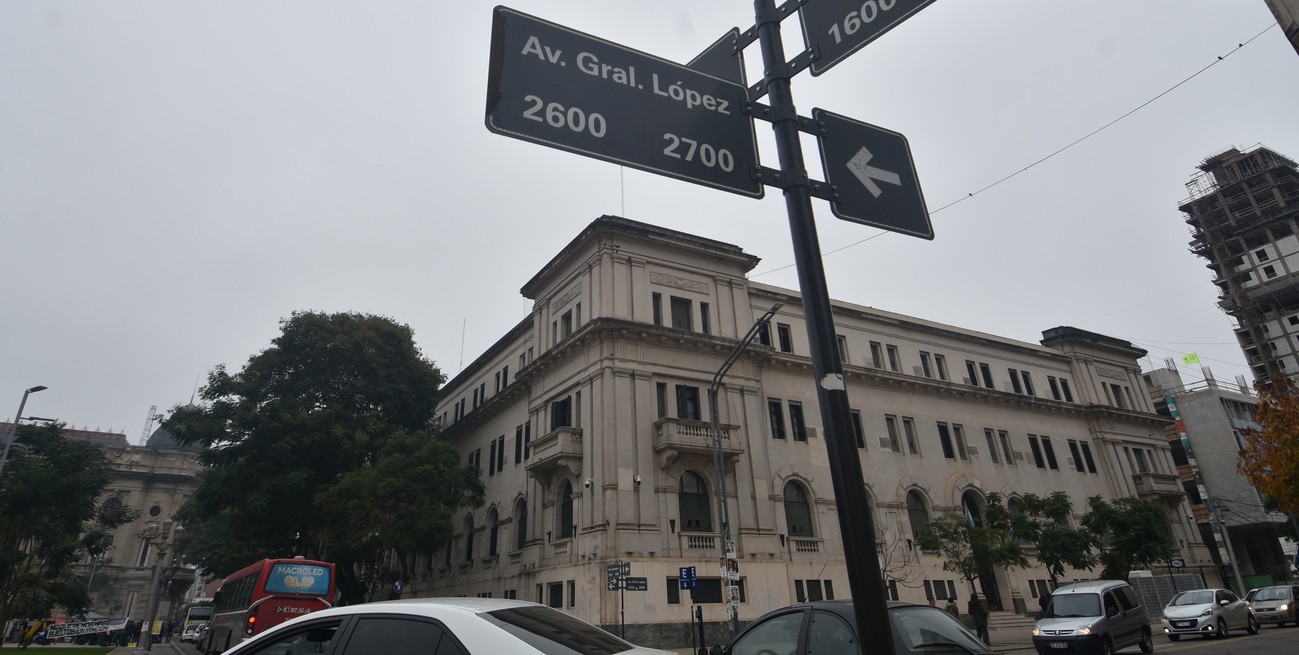 1600
Av. Gral. López
2600 2700
MACROLED
E E